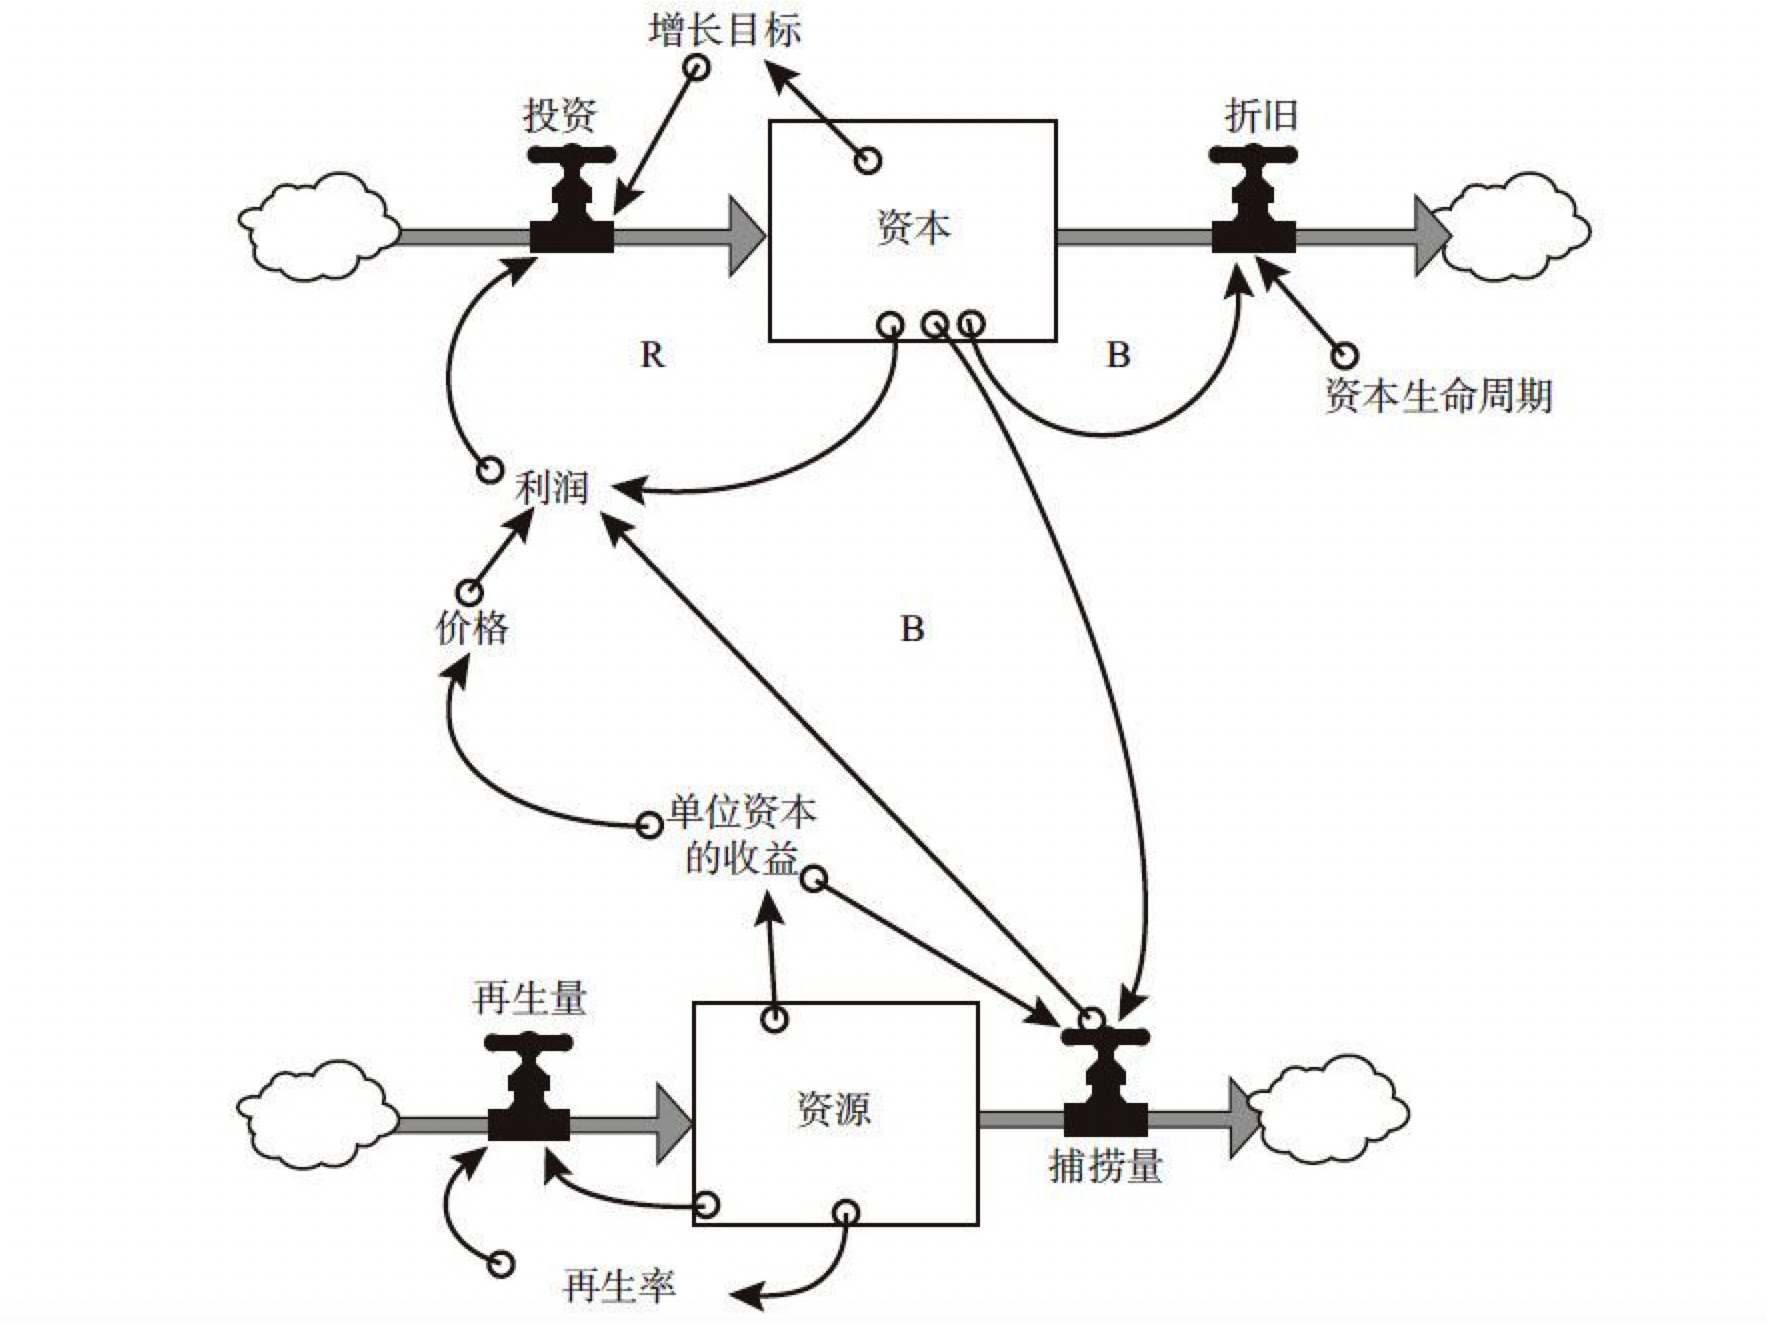 增长目标
投资
折旧
资本
R
B
资本生命周期
利润
价格
B
单位资本
的收益
再生量
资源
捕捞量
再生率